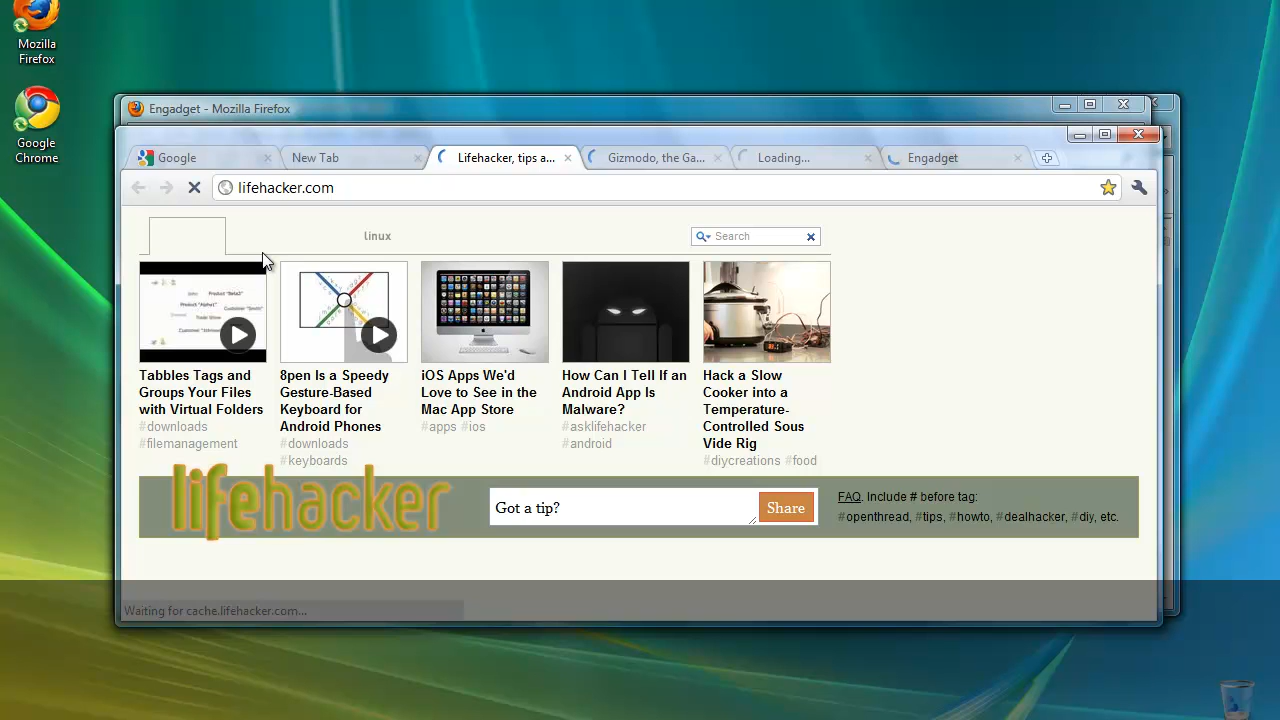 Mozilla
Firefox
Google
Chrome
Engadget - Mozilla Firefox
Google
New Tab
Lifehacker, tips a...
Gizmodo, the Ga...
Loading...
Engadget
lifehacker.com
linux
Search
Tabbles Tags and
Groups Your Files
with Virtual Folders
#downloads
#filemanagement
8pen Is a Speedy
Gesture-Based
Keyboard for
Android Phones
#downloads
#keyboards
iOS Apps We'd
Love to See in the
Mac App Store
#apps #ios
How Can I Tell If an
Android App Is
Malware?
#asklifehacker
#android
Hack a Slow
Cooker into a
Temperature-
Controlled Sous
Vide Rig
#diycreations #food
lifehacker
Got a tip?
Share
FAQ. Include # before tag:
#openthread, #tips, #howto, #dealhacker, #diy, etc.
Waiting for cache.lifehacker.com...